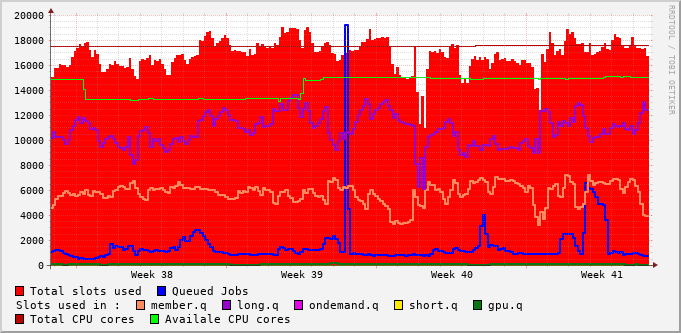 20000
18000
16000
14000
12000
10000
8000
6000
4000
2000
0
Week 38 Week 39 Week 40 Week 41
RRDTOOL / TOBI OETIKER
Total slots used Queued Jobs
Slots used in : member.q long.q ondemand.q short.q gpu.q
Total CPU cores Availale CPU cores